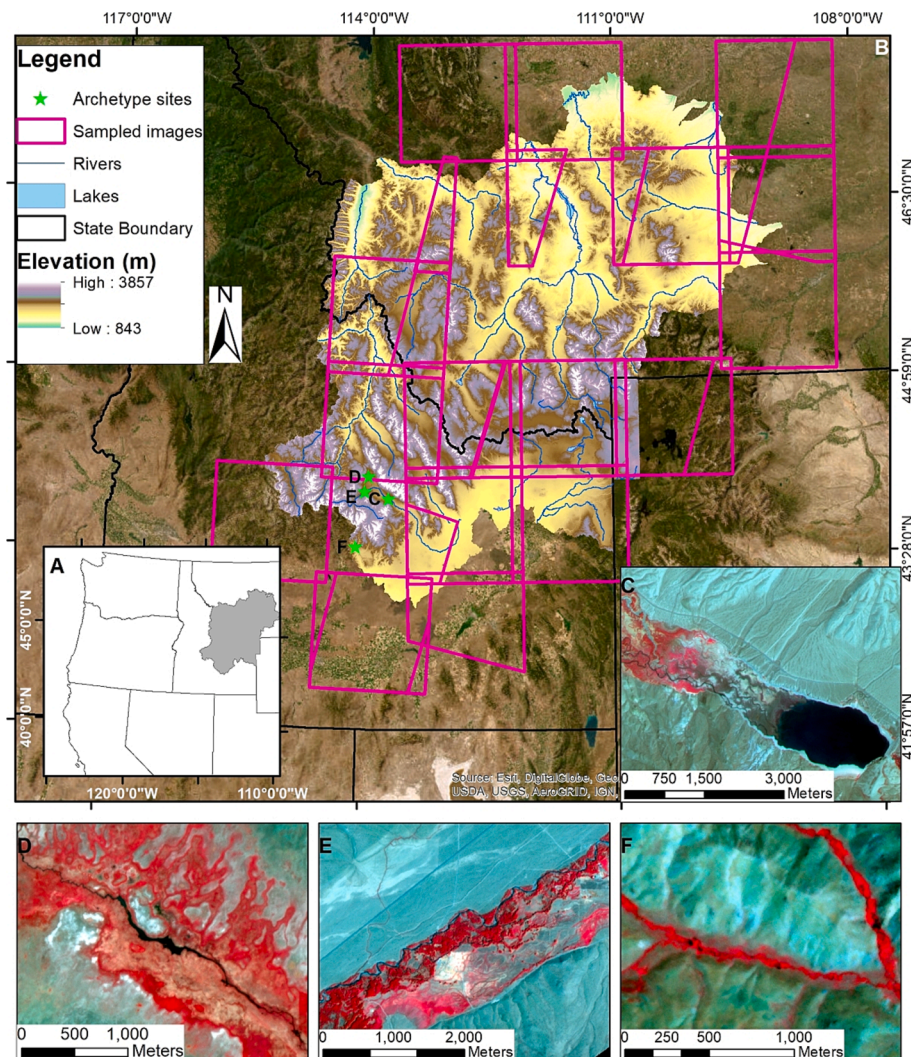 117°0'0"W
114°0'0"W
111°0'0"W
108°0'0"W
B
Legend
Archetype sites
Sampled images
Rivers
Lakes
State Boundary
Elevation (m)
High : 3857
Low : 843
N
46°30'0"N
44°59'0"N
43°28'0"N
41°57'0"N
D
E
C
F
A
45°0'0"N
40°0'0"N
120°0'0"W
110°0'0"W
Source: Esri, DigitalGlobe, Geo
USDA, USGS, AeroGRID, IGN,
C
0 750 1,500 3,000
Meters
D
0 500 1,000
Meters
E
0 1,000 2,000
Meters
F
0 250 500 1,000
Meters